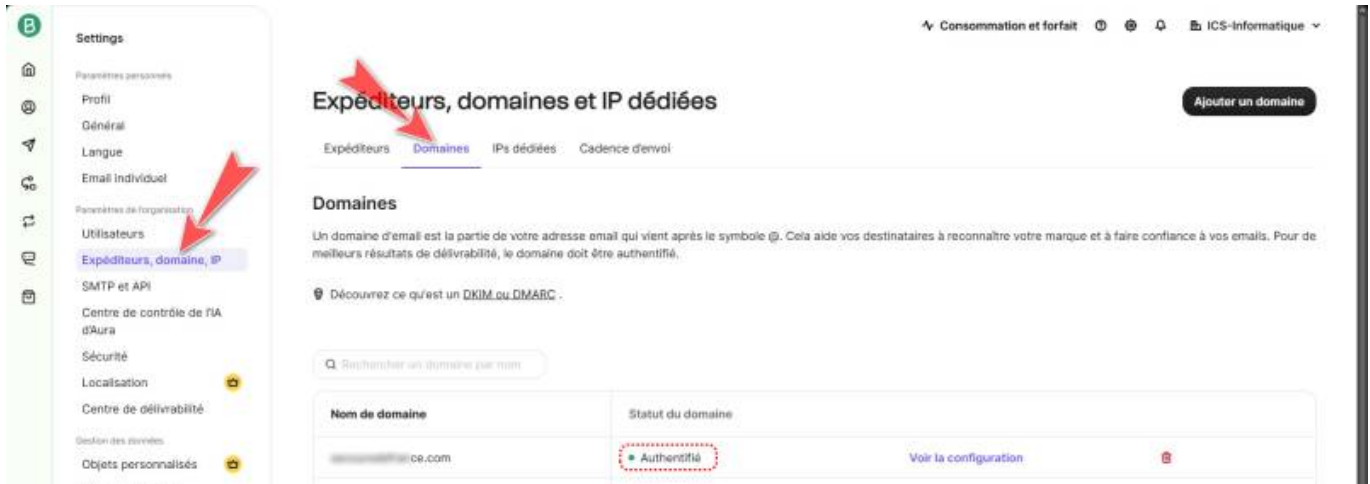 B
Settings
Consommation et forfait
ICS-Informatique
Paramètres personnels
Profil
Général
Langue
Email individuel
Paramètres de l'organisation
Utilisateurs
Expéditeurs, domaine, IP
SMTP et API
Centre de contrôle de l'IA
d'Aura
Sécurité
Localisation
Centre de délivrabilité
Gestion des données
Objets personnalisés
Expéditeurs, domaines et IP dédiées
Ajouter un domaine
Expéditeurs Domaines IPs dédiées Cadence d'envoi
Domaines
Un domaine d'email est la partie de votre adresse email qui vient après le symbole @. Cela aide vos destinataires à reconnaître votre marque et à faire confiance à vos emails. Pour de
meilleurs résultats de délivrabilité, le domaine doit être authentifié.
Découvrez ce qu'est un DKIM ou DMARC .
Rechercher un domaine par nom
Nom de domaine Statut du domaine
ce.com Authentifié Voir la configuration